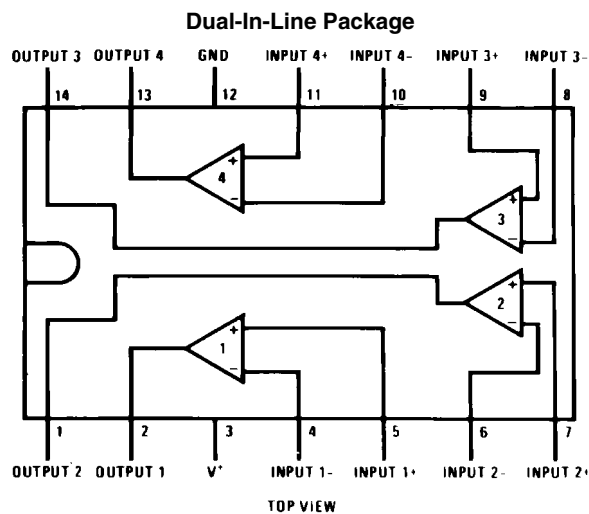 Dual-In-Line Package
OUTPUT 3 OUTPUT 4 GND INPUT 4+ INPUT 4- INPUT 3+ INPUT 3-
14 13 12 11 10 9 8
+
4
-
+
3
-
+
2
-
+
1
-
1 2 3 4 5 6 7
OUTPUT 2 OUTPUT 1 V+ INPUT 1- INPUT 1+ INPUT 2- INPUT 2+
TOP VIEW